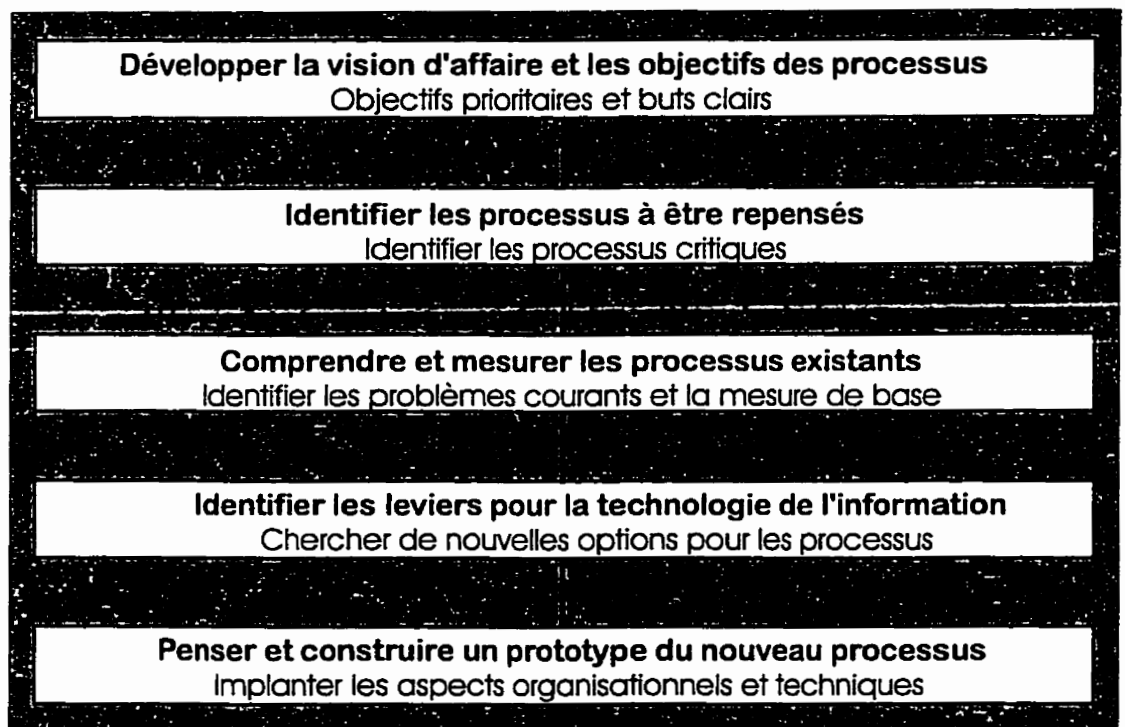 Développer la vision d'affaire et les objectifs des processus
Objectifs prioritaires et buts clairs
Identifier les processus à être repensés
Identifier les processus critiques
Comprendre et mesurer les processus existants
Identifier les problèmes courants et la mesure de base
Identifier les leviers pour la technologie de l'information
Chercher de nouvelles options pour les processus
Penser et construire un prototype du nouveau processus
Implanter les aspects organisationnels et techniques